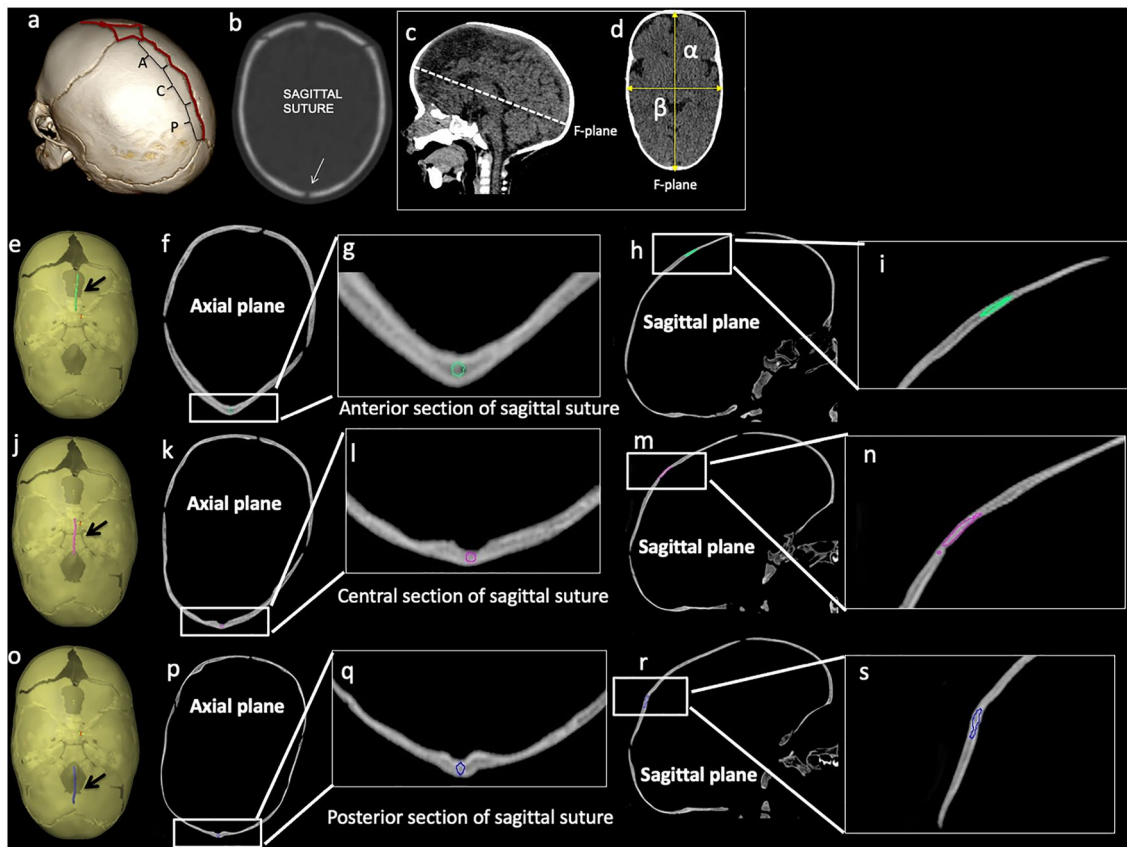 a
A
C
P
b
SAGITTAL
SUTURE
c
F-plane
d
α
β
F-plane
e
f
Axial plane
g
Anterior section of sagittal suture
h
Sagittal plane
i
j
k
Axial plane
l
Central section of sagittal suture
m
Sagittal plane
n
o
p
Axial plane
q
Posterior section of sagittal suture
r
Sagittal plane
s